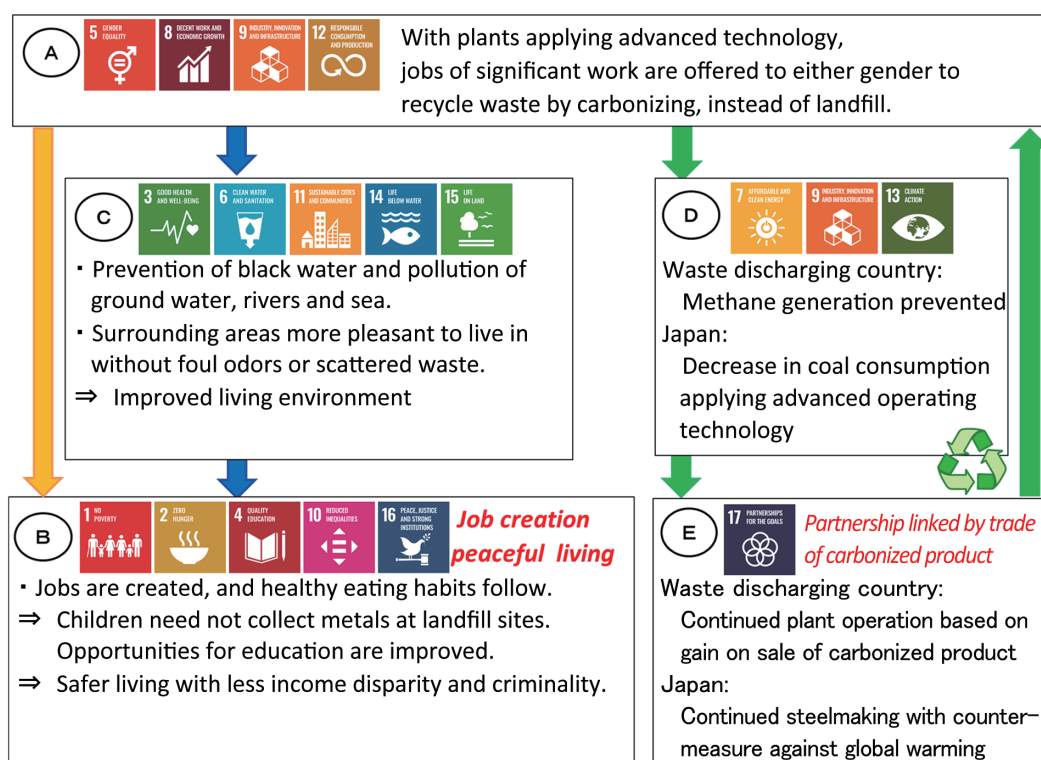 A
5 GENDER
EQUALITY
8 DECENT WORK AND
ECONOMIC GROWTH
9 INDUSTRY, INNOVATION
AND INFRASTRUCTURE
12 RESPONSIBLE
CONSUMPTION
AND PRODUCTION
With plants applying advanced technology,
jobs of significant work are offered to either gender to
recycle waste by carbonizing, instead of landfill.
C
3 GOOD HEALTH
AND WELL-BEING
6 CLEAN WATER
AND SANITATION
11 SUSTAINABLE CITIES
AND COMMUNITIES
14 LIFE
BELOW WATER
15 LIFE
ON LAND
・Prevention of black water and pollution of
ground water, rivers and sea.
・Surrounding areas more pleasant to live in
without foul odors or scattered waste.
⇒ Improved living environment
D
7 AFFORDABLE AND
CLEAN ENERGY
9 INDUSTRY, INNOVATION
AND INFRASTRUCTURE
13 CLIMATE
ACTION
Waste discharging country:
Methane generation prevented
Japan:
Decrease in coal consumption
applying advanced operating
technology
B
1 NO
POVERTY
2 ZERO
HUNGER
4 QUALITY
EDUCATION
10 REDUCED
INEQUALITIES
16 PEACE, JUSTICE
AND STRONG
INSTITUTIONS
Job creation
peaceful living
・Jobs are created, and healthy eating habits follow.
⇒ Children need not collect metals at landfill sites.
Opportunities for education are improved.
⇒ Safer living with less income disparity and criminality.
E
17 PARTNERSHIPS
FOR THE GOALS
Partnership linked by trade
of carbonized product
Waste discharging country:
Continued plant operation based on
gain on sale of carbonized product
Japan:
Continued steelmaking with counter-
measure against global warming